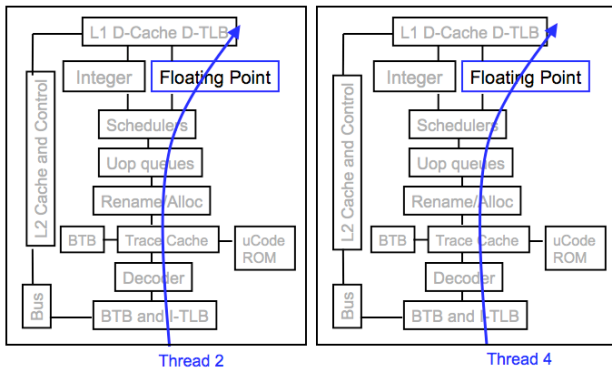 L1 D-Cache D-TLB
Integer
Floating Point
L2 Cache and Control
Schedulers
Uop queues
Rename/Alloc
BTB
Trace Cache
uCode
ROM
Decoder
Bus
BTB and I-TLB
Thread 2
L1 D-Cache D-TLB
Integer
Floating Point
L2 Cache and Control
Schedulers
Uop queues
Rename/Alloc
BTB
Trace Cache
uCode
ROM
Decoder
Bus
BTB and I-TLB
Thread 4